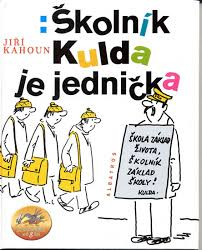 JIŘÍ
KAHOUN
:Školník
Kulda
je jednička
ŠKOLA ZÁKLAD
ŽIVOTA,
ŠKOLNÍK
ZÁKLAD
ŠKOLY!
KULDA.
ALBATROS